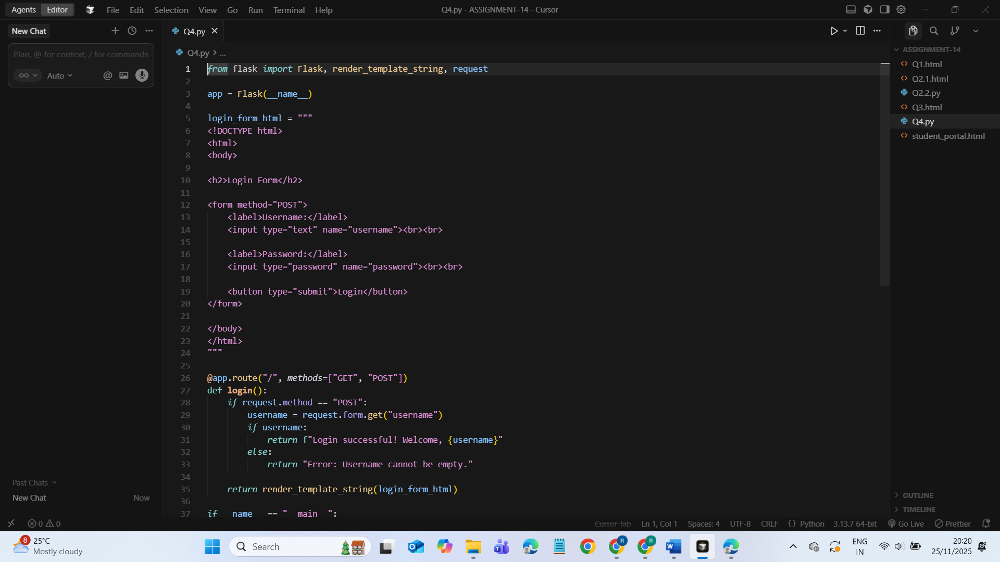 Agents Editor File Edit Selection View Go Run Terminal Help Q4.py - ASSIGNMENT-14 - Cursor
New Chat
Plan, @ for context, / for commands
Auto
Q4.py
Q4.py > ...
1 from flask import Flask, render_template_string, request
2
3 app = Flask(__name__)
4
5 login_form_html = """
6 <!DOCTYPE html>
7 <html>
8 <body>
9
10 <h2>Login Form</h2>
11
12 <form method="POST">
13 <label>Username:</label>
14 <input type="text" name="username"><br><br>
15
16 <label>Password:</label>
17 <input type="password" name="password"><br><br>
18
19 <button type="submit">Login</button>
20 </form>
21
22 </body>
23 </html>
24 """
25
26 @app.route("/", methods=["GET", "POST"])
27 def login():
28 if request.method == "POST":
29 username = request.form.get("username")
30 if username:
31 return f"Login successful! Welcome, {username}"
32 else:
33 return "Error: Username cannot be empty."
34
35 return render_template_string(login_form_html)
36
37 if __name__ == "__main__":
ASSIGNMENT-14
Q1.html
Q2.1.html
Q2.2.py
Q3.html
Q4.py
student_portal.html
OUTLINE
TIMELINE
Past Chats
New Chat Now
0 0 Cursor Tab Ln 1, Col 1 Spaces: 4 UTF-8 CRLF {} Python 3.13.7 64-bit Go Live Prettier
8 25°C
Mostly cloudy
Search
R R
ENG
IN
20:20
25/11/2025